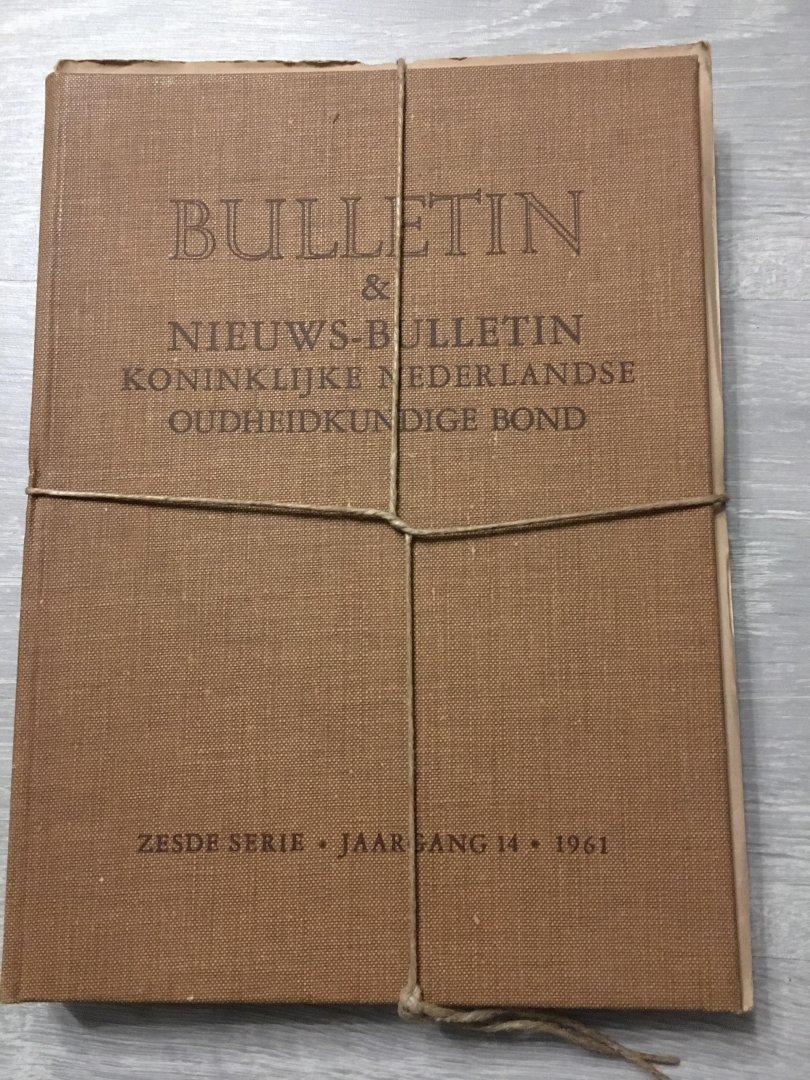 BULLETIN
&
NIEUWS-BULLETIN
KONINKLIJKE NEDERLANDSE
OUDHEIDKUNDIGE BOND
ZESDE SERIE • JAARGANG 14 • 1961